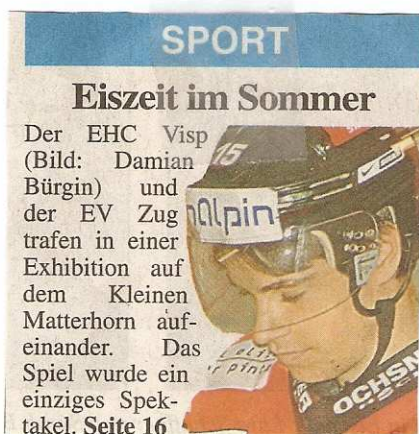 SPORT
Eiszeit im Sommer
Der EHC Visp
(Bild: Damian
Bürgin) und
der EV Zug
trafen in einer
Exhibition auf
dem Kleinen
Matterhorn auf-
einander. Das
Spiel wurde ein
einziges Spek-
takel. Seite 16
15
alpin
OCHSN